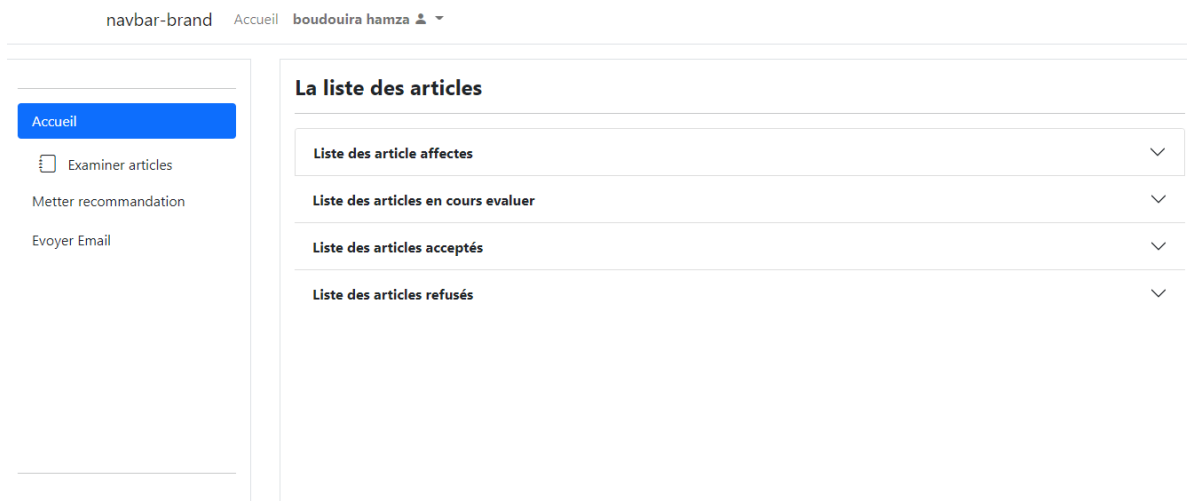 navbar-brand Accueil boudouira hamza
Accueil
Examiner articles
Metter recommandation
Evoyer Email
La liste des articles
Liste des article affectes
Liste des articles en cours evaluer
Liste des articles acceptés
Liste des articles refusés